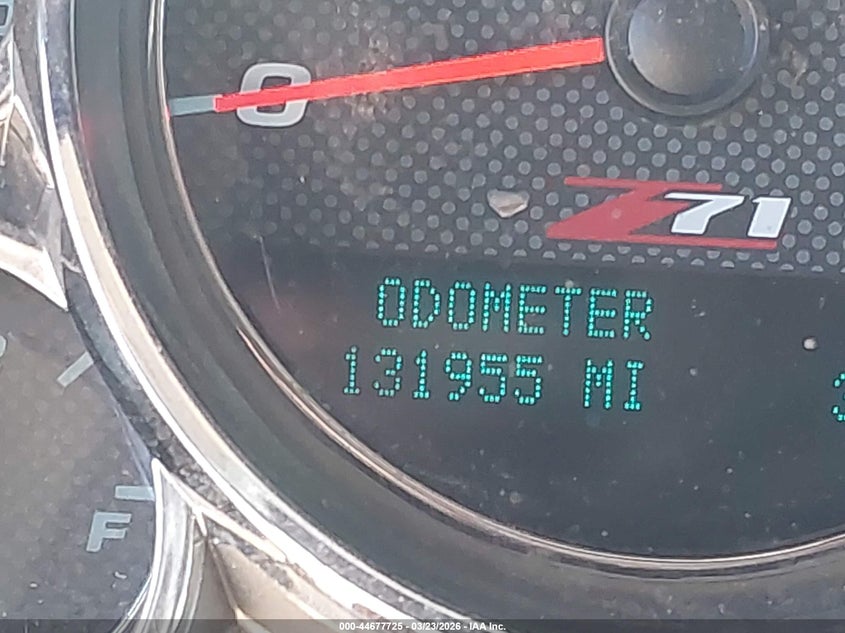 0
Z71
ODOMETER
131955 MI
F
000-44677725 - 03/23/2026 - IAA Inc.